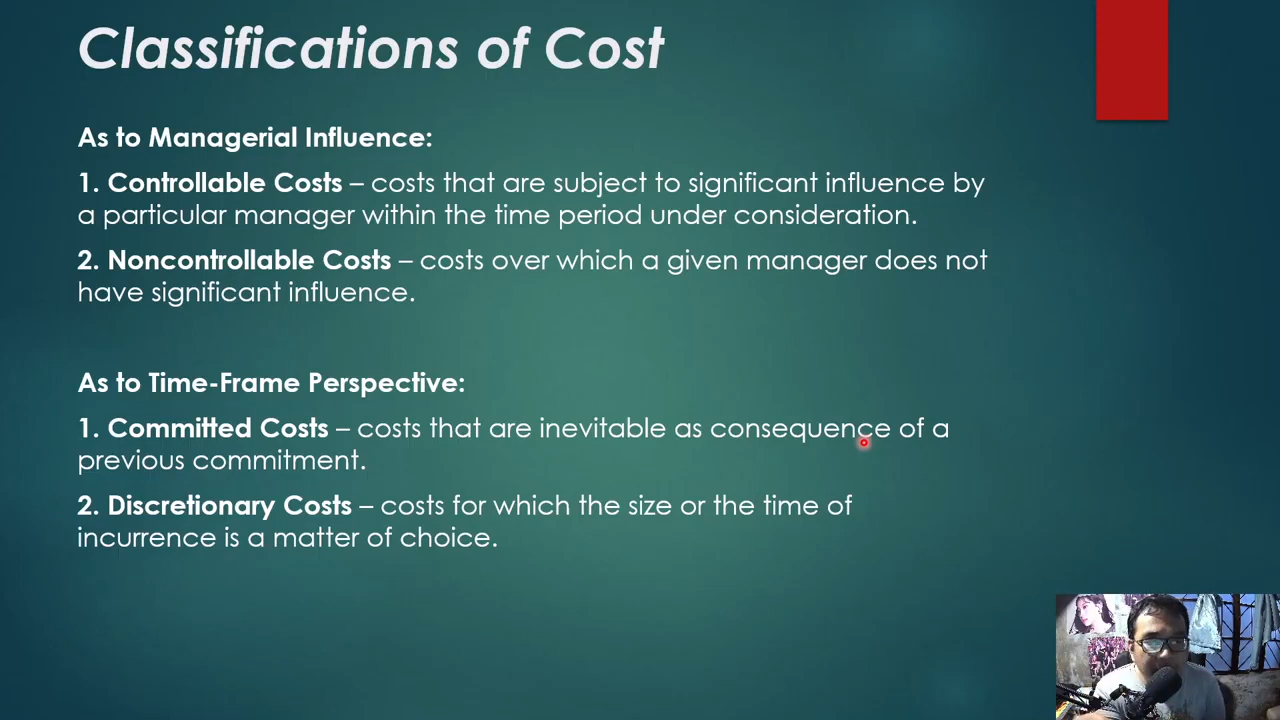 Classifications of Cost
As to Managerial Influence:
1. Controllable Costs – costs that are subject to significant influence by
a particular manager within the time period under consideration.
2. Noncontrollable Costs – costs over which a given manager does not
have significant influence.
As to Time-Frame Perspective:
1. Committed Costs – costs that are inevitable as consequence of a
previous commitment.
2. Discretionary Costs – costs for which the size or the time of
incurrence is a matter of choice.